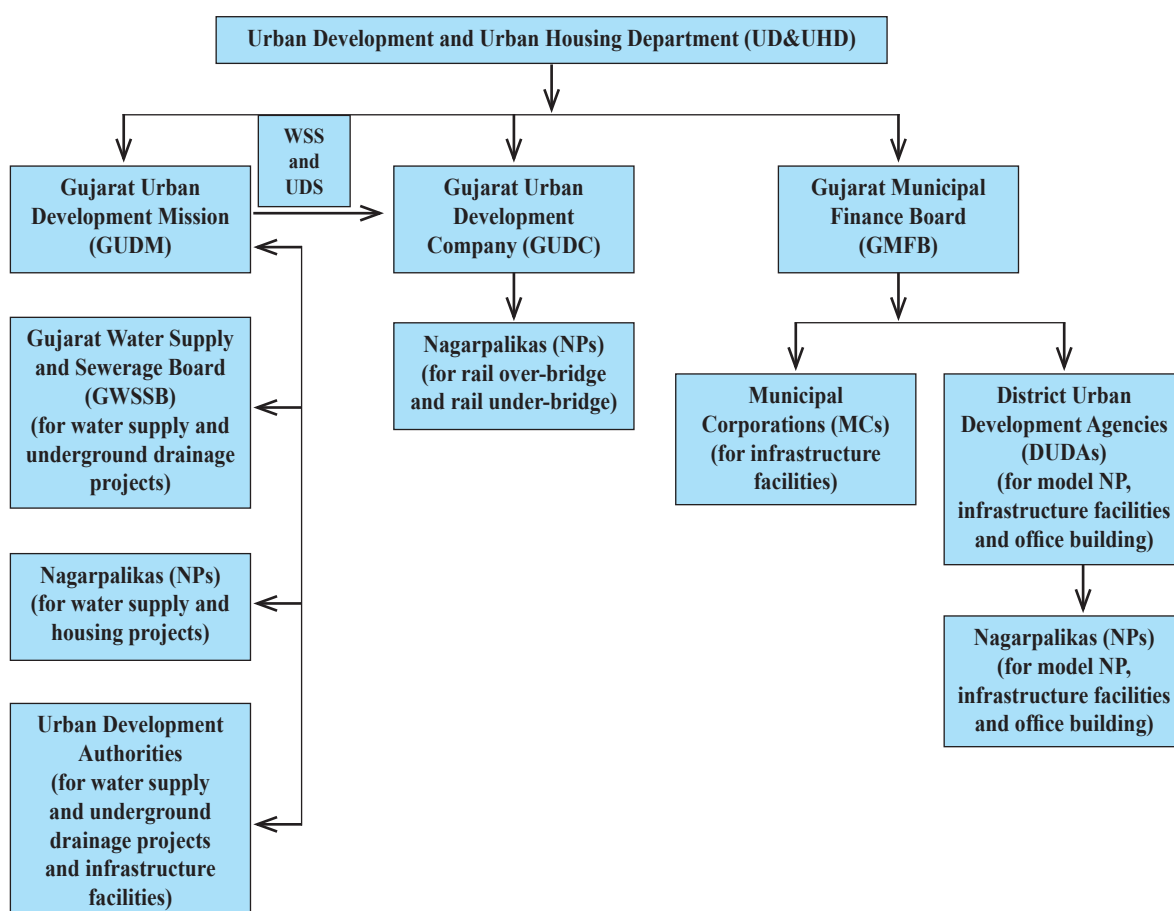 Urban Development and Urban Housing Department (UD&UHD)
WSS
and
UDS
Gujarat Urban
Development Mission
(GUDM)
Gujarat Urban
Development
Company (GUDC)
Gujarat Municipal
Finance Board
(GMFB)
Gujarat Water Supply
and Sewerage Board
(GWSSB)
(for water supply and
underground drainage
projects)
Nagarpalikas (NPs)
(for rail over-bridge
and rail under-bridge)
Municipal
Corporations (MCs)
(for infrastructure
facilities)
District Urban
Development Agencies
(DUDAs)
(for model NP,
infrastructure facilities
and office building)
Nagarpalikas (NPs)
(for water supply and
housing projects)
Nagarpalikas (NPs)
(for model NP,
infrastructure facilities
and office building)
Urban Development
Authorities
(for water supply
and underground
drainage projects
and infrastructure
facilities)